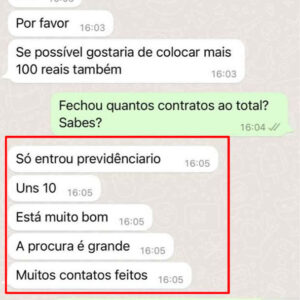 Por favor 16:03
Se possível gostaria de colocar mais
100 reais também 16:03
Fechou quantos contratos ao total?
Sabes? 16:04
Só entrou previdênciario 16:05
Uns 10 16:05
Está muito bom 16:05
A procura é grande 16:05
Muitos contatos feitos 16:05